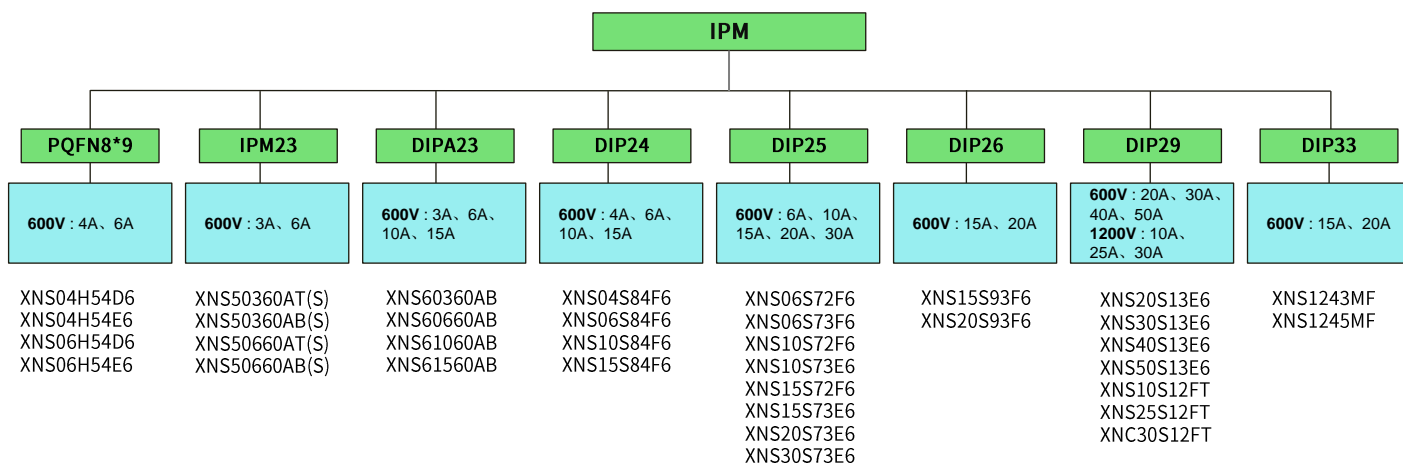 IPM
PQFN8*9
600V : 4A、6A
XNS04H54D6
XNS04H54E6
XNS06H54D6
XNS06H54E6
IPM23
600V : 3A、6A
XNS50360AT(S)
XNS50360AB(S)
XNS50660AT(S)
XNS50660AB(S)
DIPA23
600V : 3A、6A、
10A、15A
XNS60360AB
XNS60660AB
XNS61060AB
XNS61560AB
DIP24
600V : 4A、6A、
10A、15A
XNS04S84F6
XNS06S84F6
XNS10S84F6
XNS15S84F6
DIP25
600V : 6A、10A、
15A、20A、30A
XNS06S72F6
XNS06S73F6
XNS10S72F6
XNS10S73E6
XNS15S72F6
XNS15S73E6
XNS20S73E6
XNS30S73E6
DIP26
600V : 15A、20A
XNS15S93F6
XNS20S93F6
DIP29
600V : 20A、30A、
40A、50A
1200V : 10A、
25A、30A
XNS20S13E6
XNS30S13E6
XNS40S13E6
XNS50S13E6
XNS10S12FT
XNS25S12FT
XNC30S12FT
DIP33
600V : 15A、20A
XNS1243MF
XNS1245MF